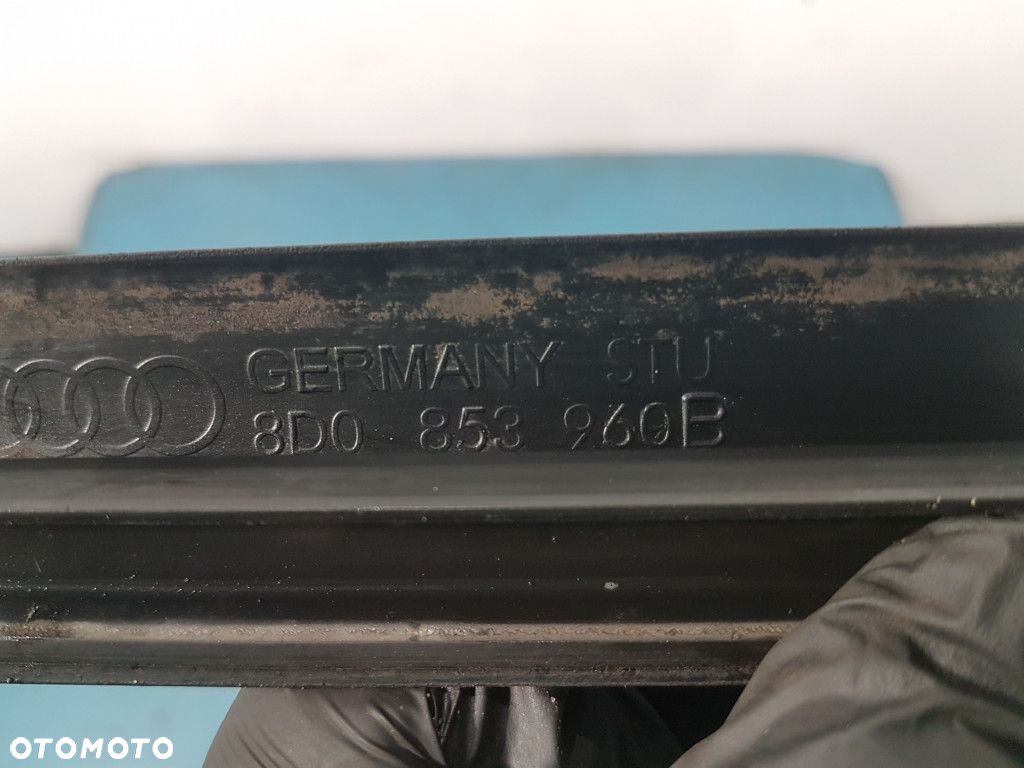 GERMANY STU
8D0 853 960B
OTOMOTO